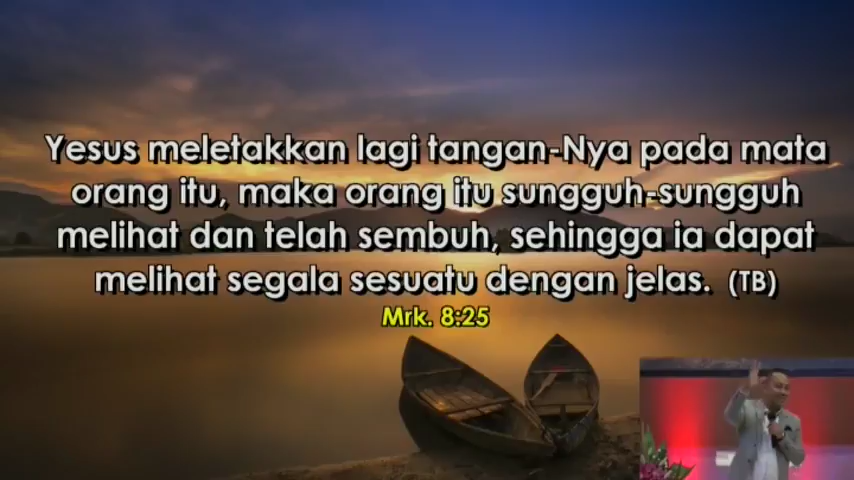 Yesus meletakkan lagi tangan-Nya pada mata
orang itu, maka orang itu sungguh-sungguh
melihat dan telah sembuh, sehingga ia dapat
melihat segala sesuatu dengan jelas. (TB)
Mrk. 8:25